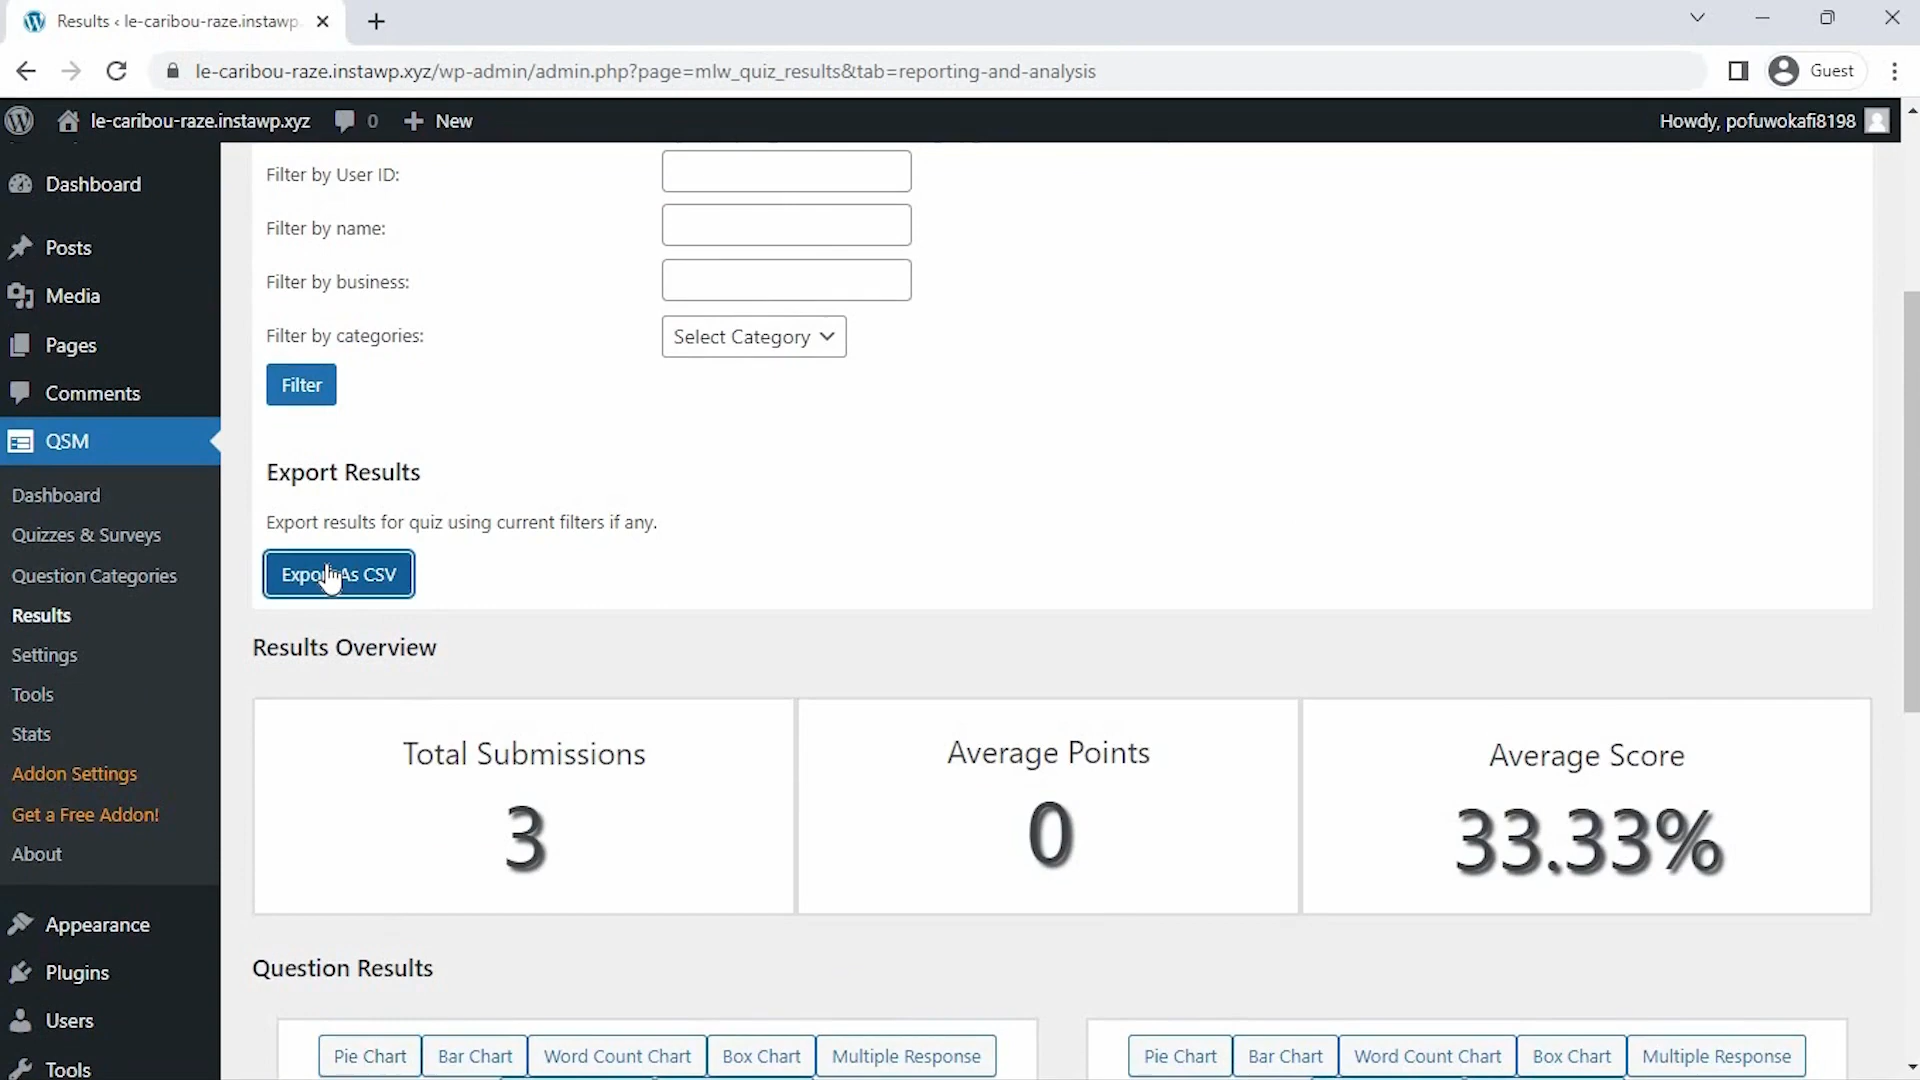 Results ‹ le-caribou-raze.instawp.
le-caribou-raze.instawp.xyz/wp-admin/admin.php?page=mlw_quiz_results&tab=reporting-and-analysis
Guest
le-caribou-raze.instawp.xyz
0
New
Howdy, pofuwokafi8198
Dashboard
Posts
Media
Pages
Comments
QSM
Dashboard
Quizzes & Surveys
Question Categories
Results
Settings
Tools
Stats
Addon Settings
Get a Free Addon!
About
Appearance
Plugins
Users
Tools
Filter by User ID:
Filter by name:
Filter by business:
Filter by categories:
Select Category
Filter
Export Results
Export results for quiz using current filters if any.
Export As CSV
Results Overview
Total Submissions
3
Average Points
0
Average Score
33.33%
Question Results
Pie Chart Bar Chart Word Count Chart Box Chart Multiple Response
Pie Chart Bar Chart Word Count Chart Box Chart Multiple Response